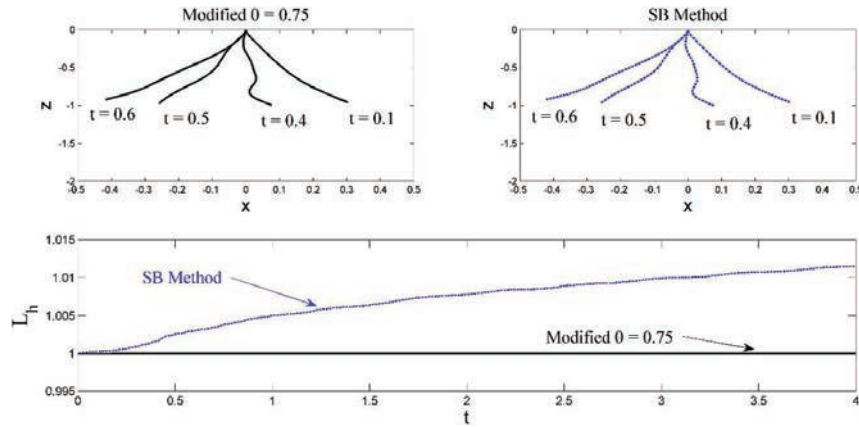 Modified 0 = 0.75
0
-0.5
-1
-1.5
-2
z
t = 0.6
t = 0.5
t = 0.4
t = 0.1
-0.5 -0.4 -0.3 -0.2 -0.1 0 0.1 0.2 0.3 0.4 0.5
x
SB Method
0
-0.5
-1
-1.5
-2
z
t = 0.6
t = 0.5
t = 0.4
t = 0.1
-0.5 -0.4 -0.3 -0.2 -0.1 0 0.1 0.2 0.3 0.4 0.5
x
1.015
1.01
1.005
1
0.995
L_h
SB Method
Modified 0 = 0.75
0 0.5 1 1.5 2 2.5 3 3.5 4
t